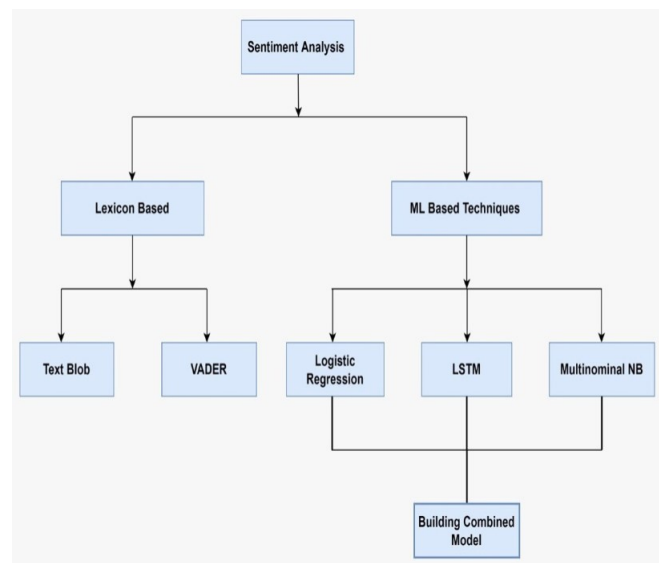 Sentiment Analysis
Lexicon Based
ML Based Techniques
Text Blob
VADER
Logistic
Regression
LSTM
Multinominal NB
Building Combined
Model